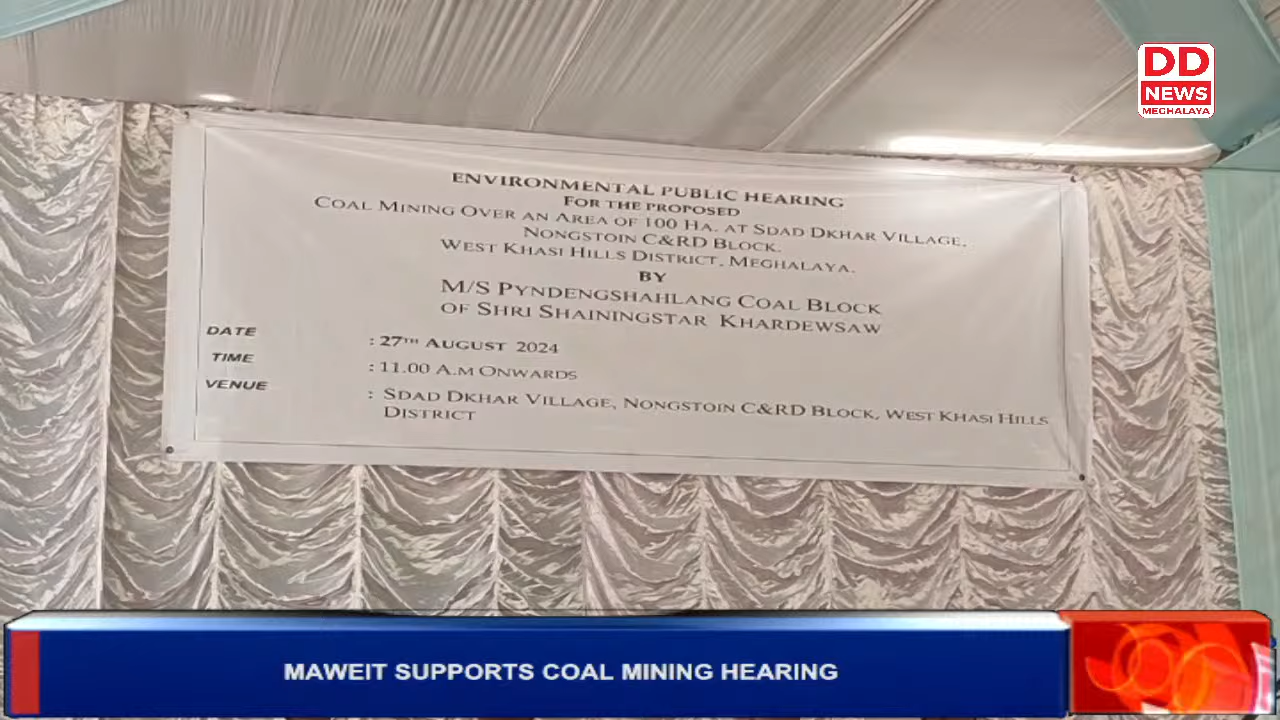 DD
NEWS
MEGHALAYA
ENVIRONMENTAL PUBLIC HEARING
FOR THE PROPOSED
COAL MINING OVER AN AREA OF 100 HA. AT SDAD DKHAR VILLAGE,
NONGSTOIN C&RD BLOCK.
WEST KHASI HILLS DISTRICT, MEGHALAYA.
BY
M/S PYNDENGSHAHLANG COAL BLOCK
OF SHRI SHAININGSTAR KHARDEWSAW
DATE : 27TH AUGUST 2024
TIME : 11.00 A.M ONWARDS
VENUE : SDAD DKHAR VILLAGE, NONGSTOIN C&RD BLOCK, WEST KHASI HILLS
DISTRICT
MAWEIT SUPPORTS COAL MINING HEARING